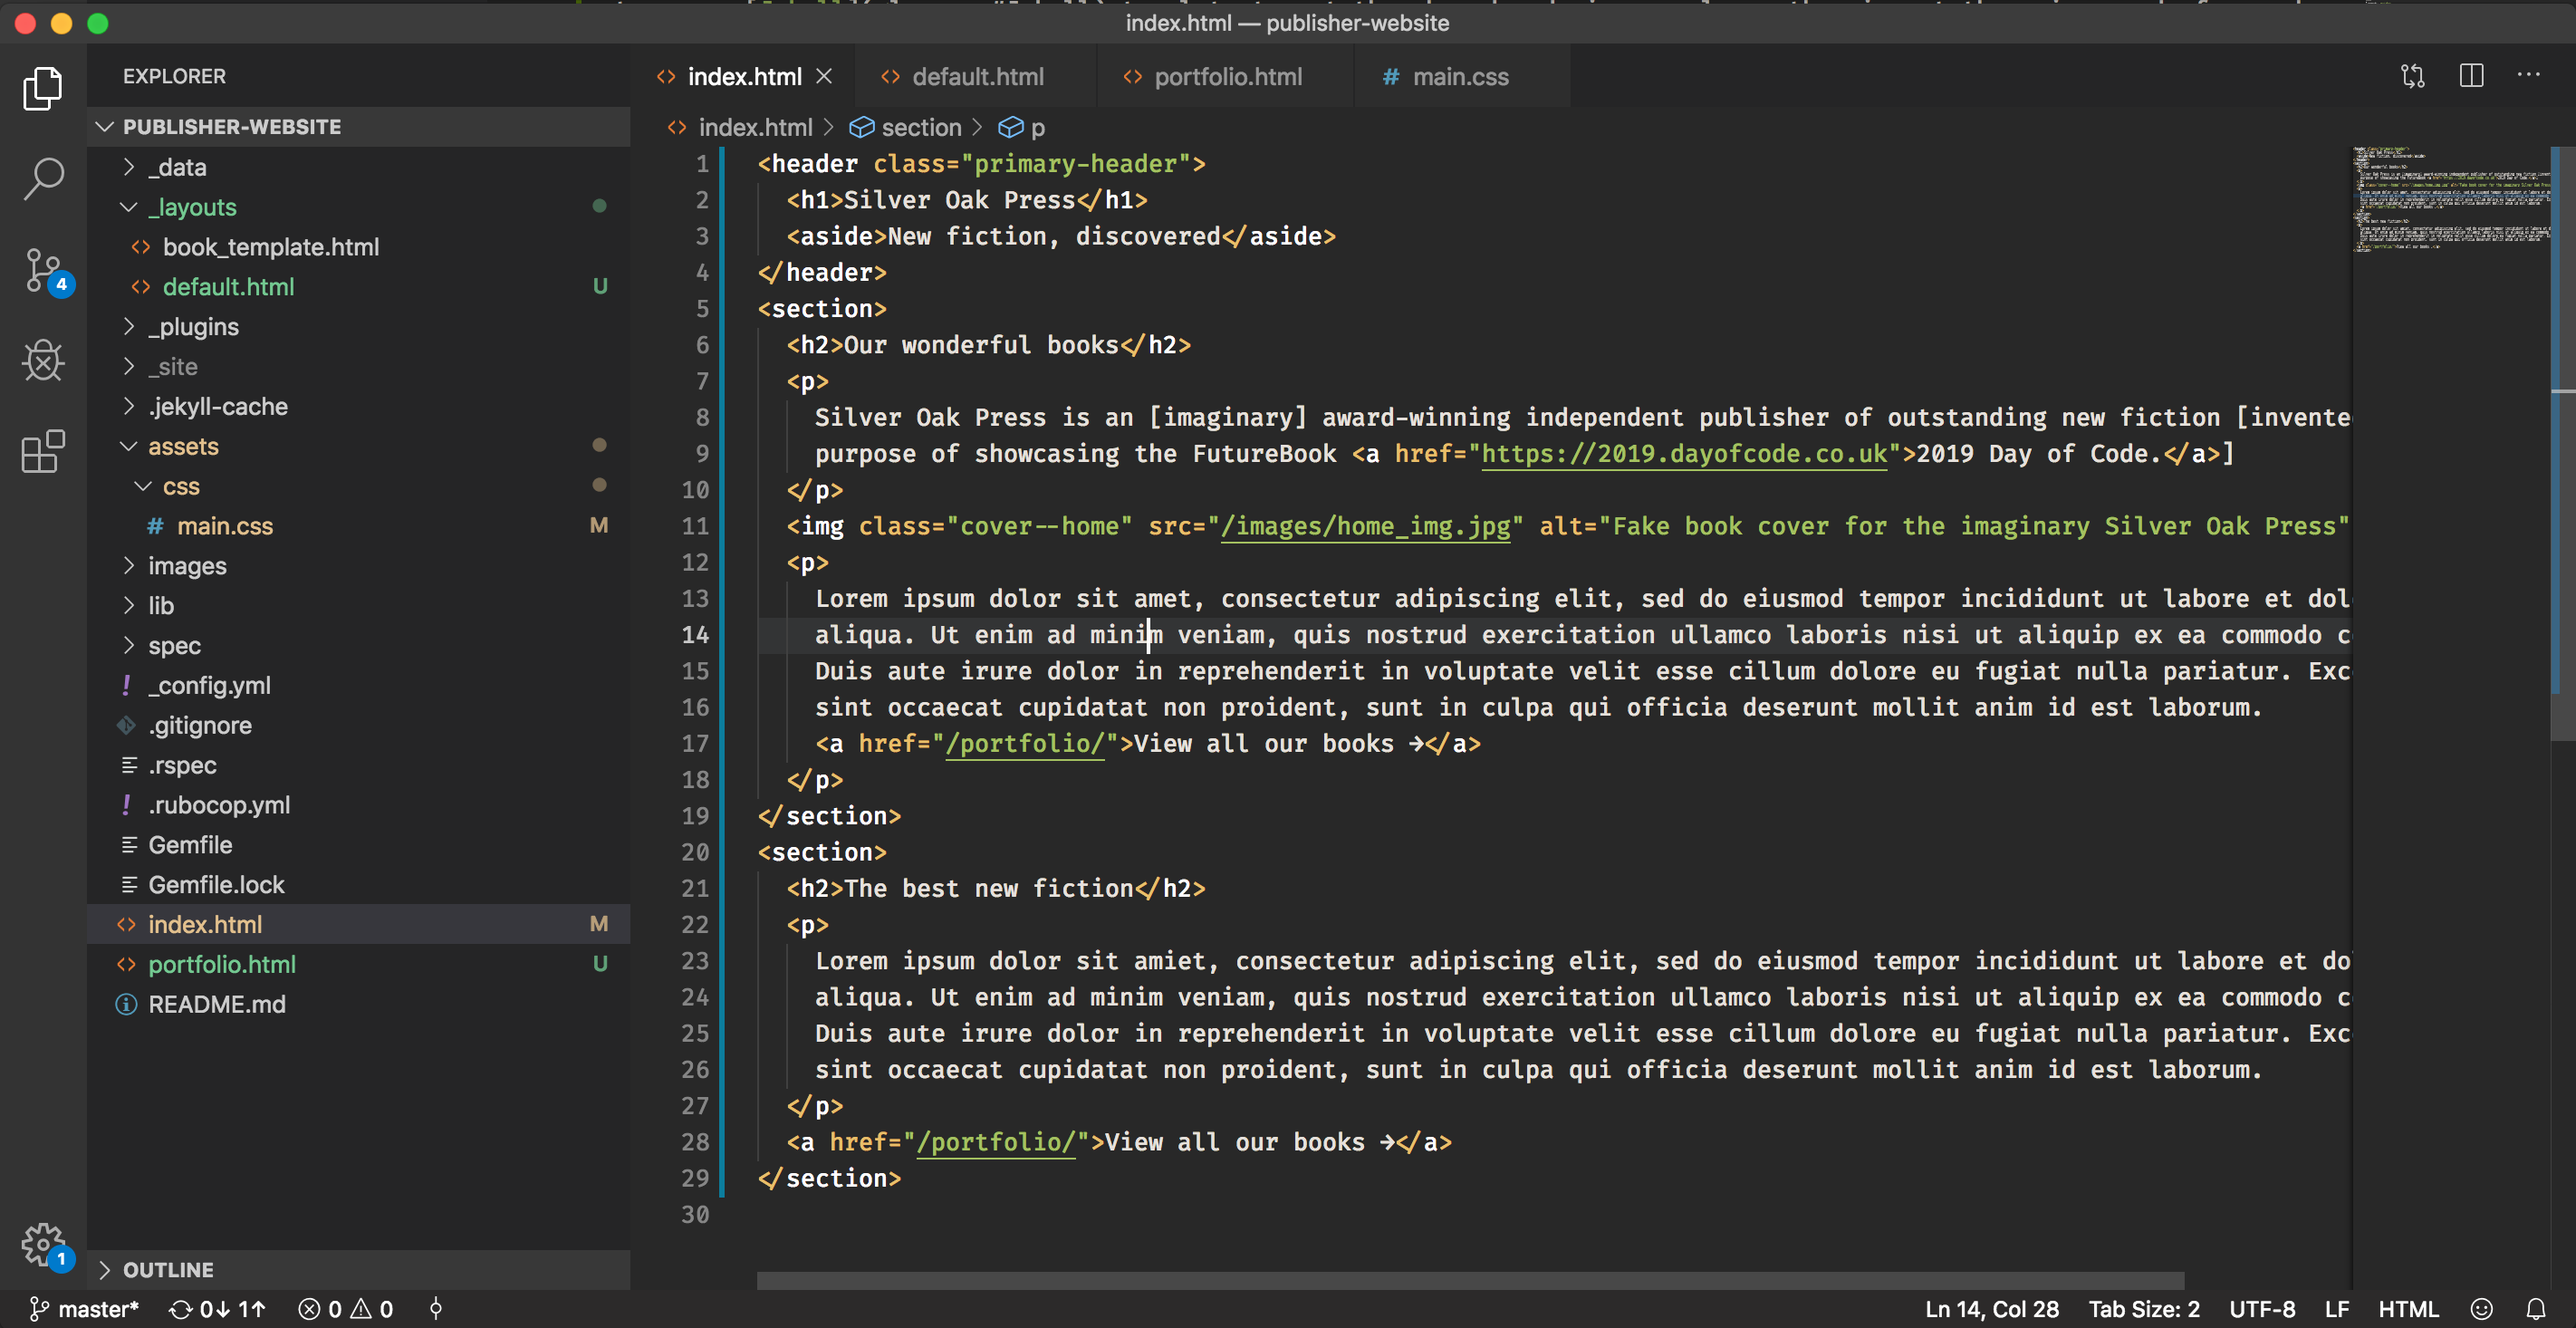 index.html — publisher-website
EXPLORER
PUBLISHER-WEBSITE
_data
_layouts
book_template.html
default.html U
_plugins
_site
.jekyll-cache
assets
css
# main.css M
images
lib
spec
! _config.yml
.gitignore
.rspec
! .rubocop.yml
Gemfile
Gemfile.lock
index.html M
portfolio.html U
README.md
OUTLINE
4
1
index.html
default.html
portfolio.html
# main.css
index.html > section > p
1 <header class="primary-header">
2 <h1>Silver Oak Press</h1>
3 <aside>New fiction, discovered</aside>
4 </header>
5 <section>
6 <h2>Our wonderful books</h2>
7 <p>
8 Silver Oak Press is an [imaginary] award-winning independent publisher of outstanding new fiction [invente
9 purpose of showcasing the FutureBook <a href="https://2019.dayofcode.co.uk">2019 Day of Code.</a>]
10 </p>
11 <img class="cover--home" src="/images/home_img.jpg" alt="Fake book cover for the imaginary Silver Oak Press"
12 <p>
13 Lorem ipsum dolor sit amet, consectetur adipiscing elit, sed do eiusmod tempor incididunt ut labore et dol
14 aliqua. Ut enim ad minim veniam, quis nostrud exercitation ullamco laboris nisi ut aliquip ex ea commodo c
15 Duis aute irure dolor in reprehenderit in voluptate velit esse cillum dolore eu fugiat nulla pariatur. Exc
16 sint occaecat cupidatat non proident, sunt in culpa qui officia deserunt mollit anim id est laborum.
17 <a href="/portfolio/">View all our books →</a>
18 </p>
19 </section>
20 <section>
21 <h2>The best new fiction</h2>
22 <p>
23 Lorem ipsum dolor sit amiet, consectetur adipiscing elit, sed do eiusmod tempor incididunt ut labore et do
24 aliqua. Ut enim ad minim veniam, quis nostrud exercitation ullamco laboris nisi ut aliquip ex ea commodo c
25 Duis aute irure dolor in reprehenderit in voluptate velit esse cillum dolore eu fugiat nulla pariatur. Exc
26 sint occaecat cupidatat non proident, sunt in culpa qui officia deserunt mollit anim id est laborum.
27 </p>
28 <a href="/portfolio/">View all our books →</a>
29 </section>
30
master* 0↓ 1↑ 0 0 Ln 14, Col 28 Tab Size: 2 UTF-8 LF HTML